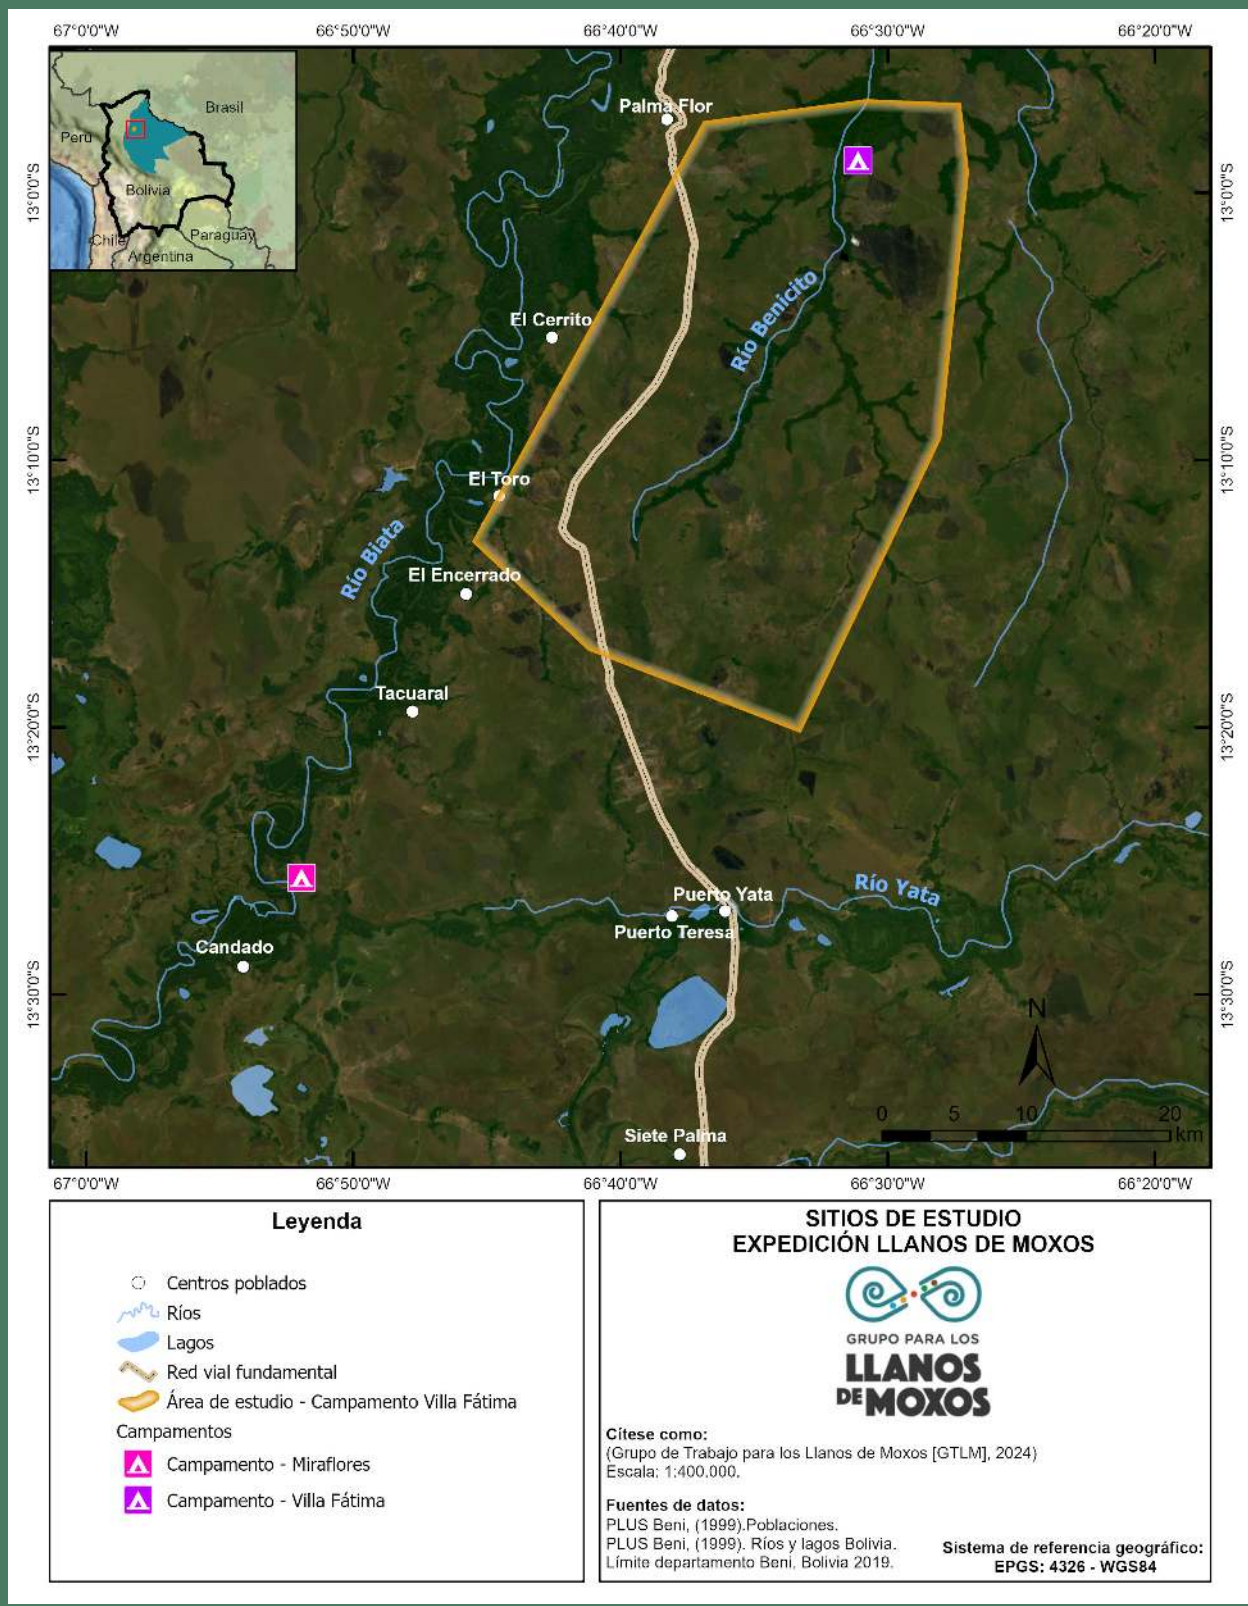 67°0'0"W 66°50'0"W 66°40'0"W 66°30'0"W 66°20'0"W
Brasil
Perú
Bolivia
Chile
Paraguay
Argentina
Palma Flor
13°0'0"S 13°0'0"S
Río Benicito
El Cerrito
13°10'0"S 13°10'0"S
El Toro
Río Biata
El Encerrado
Tacuaral
13°20'0"S 13°20'0"S
Río Yata
Puerto Yata
Puerto Teresa
Candado
13°30'0"S 13°30'0"S
N
0 5 10 20
km
Siete Palma
67°0'0"W 66°50'0"W 66°40'0"W 66°30'0"W 66°20'0"W
Leyenda
Centros poblados
Ríos
Lagos
Red vial fundamental
Área de estudio - Campamento Villa Fátima
Campamentos
Campamento - Miraflores
Campamento - Villa Fátima
SITIOS DE ESTUDIO
EXPEDICIÓN LLANOS DE MOXOS
GRUPO PARA LOS
LLANOS
DE MOXOS
Cítese como:
(Grupo de Trabajo para los Llanos de Moxos [GTLM], 2024)
Escala: 1:400.000.
Fuentes de datos:
PLUS Beni, (1999).Poblaciones.
PLUS Beni, (1999). Ríos y lagos Bolivia.
Límite departamento Beni, Bolivia 2019.
Sistema de referencia geográfico:
EPGS: 4326 - WGS84